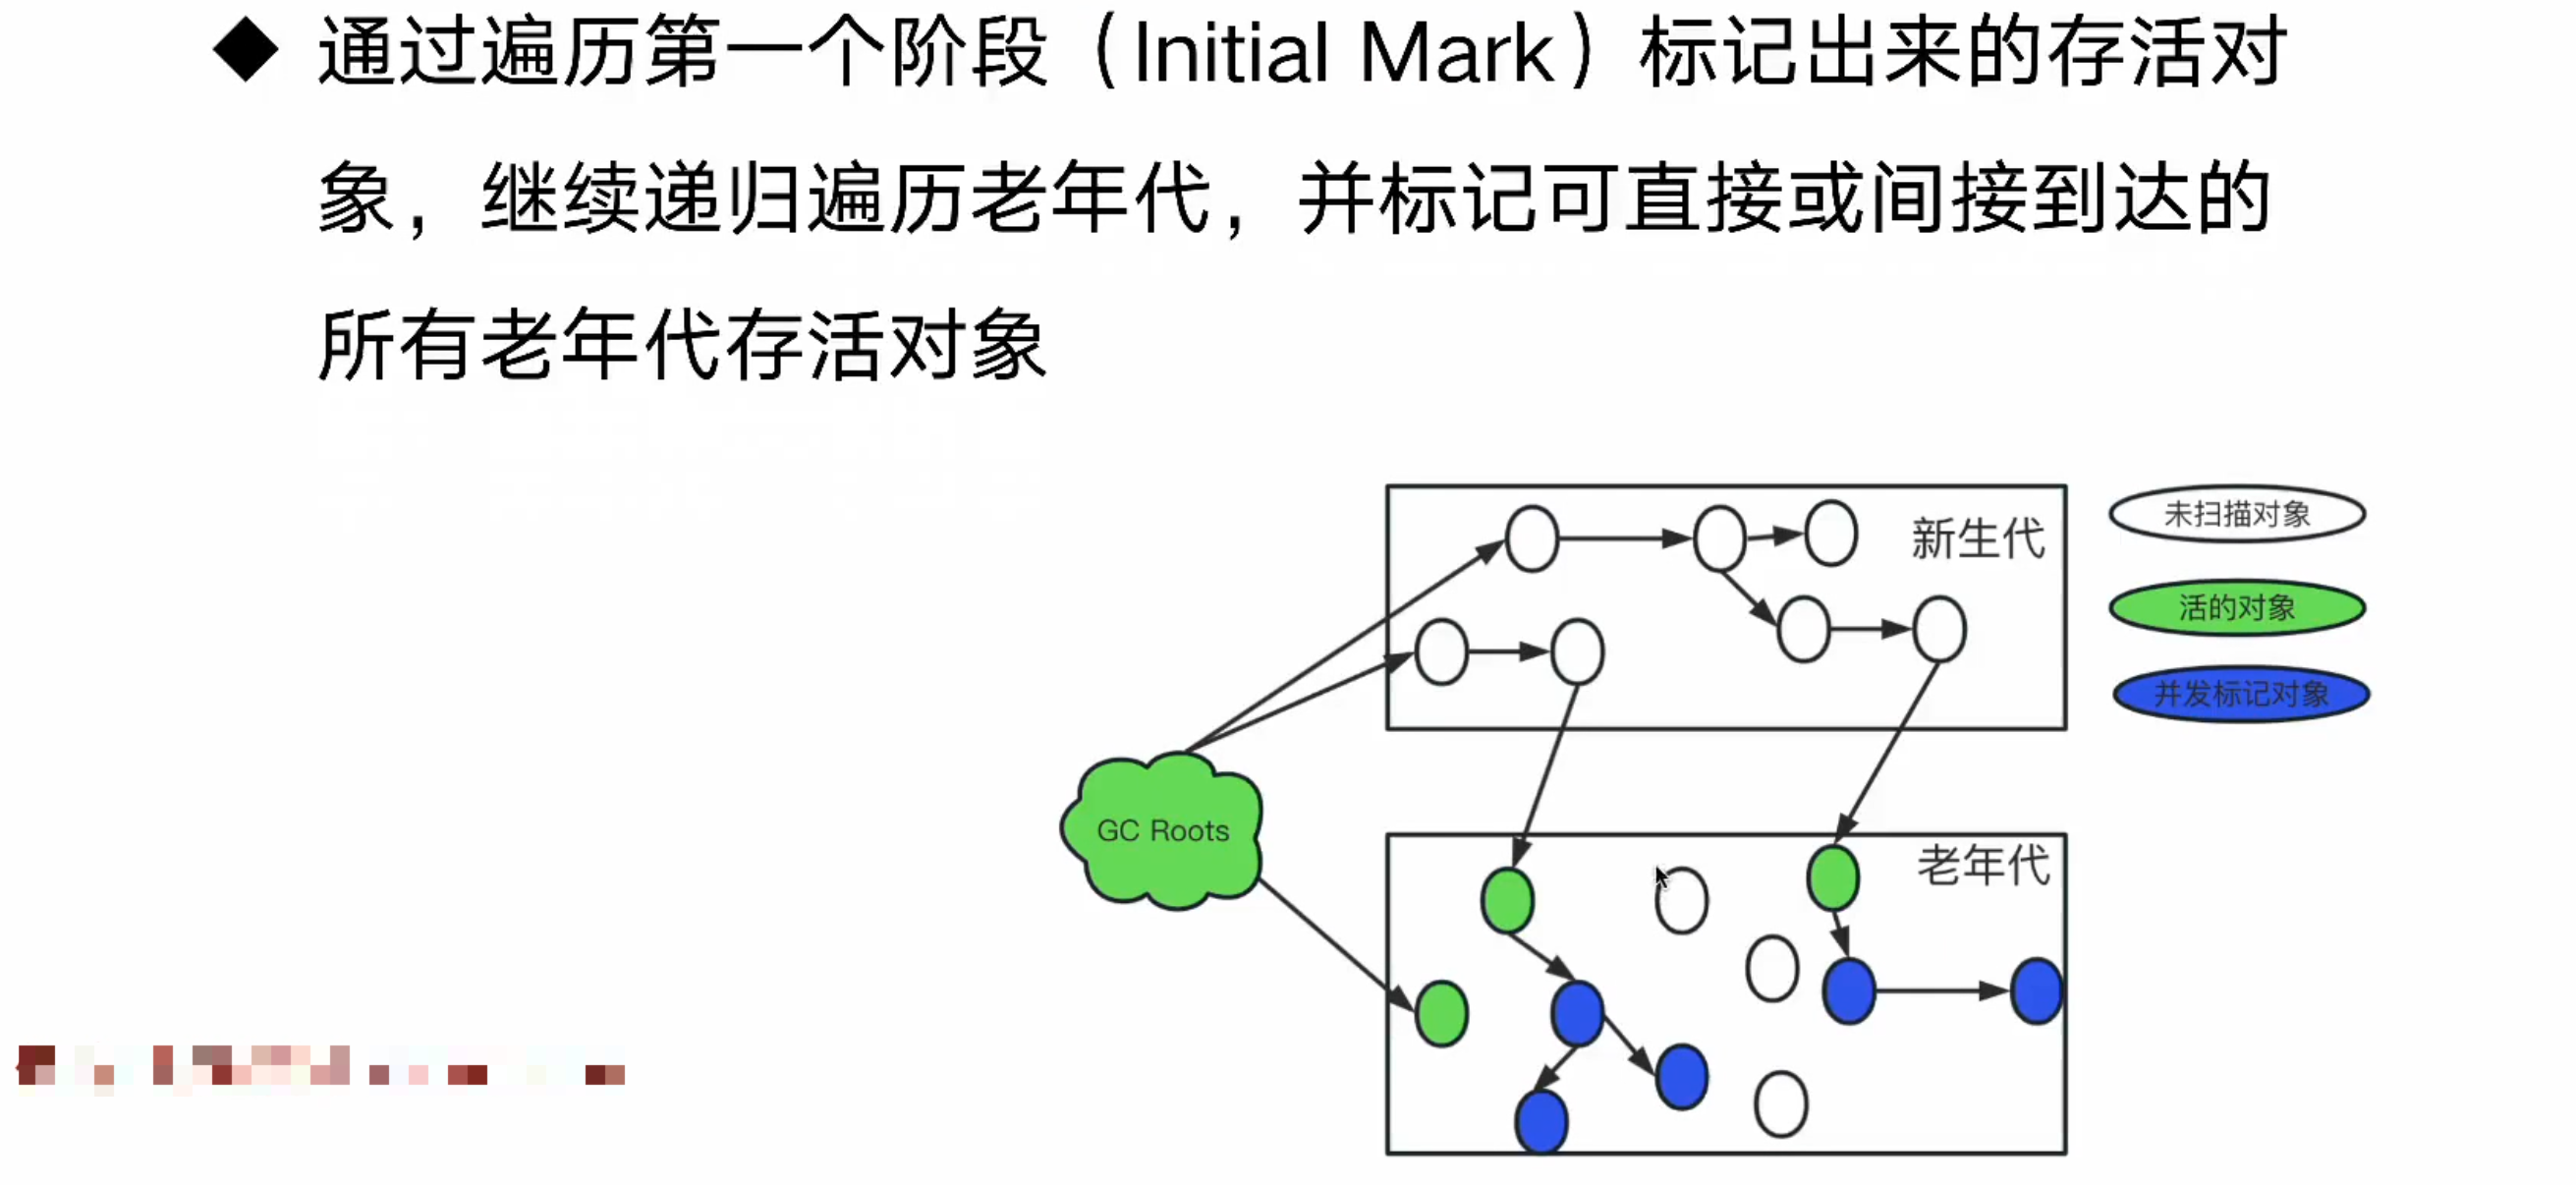 通过遍历第一个阶段（Initial Mark）标记出来的存活对
象，继续递归遍历老年代，并标记可直接或间接到达的
所有老年代存活对象
新生代
未扫描对象
活的对象
并发标记对象
GC Roots
老年代